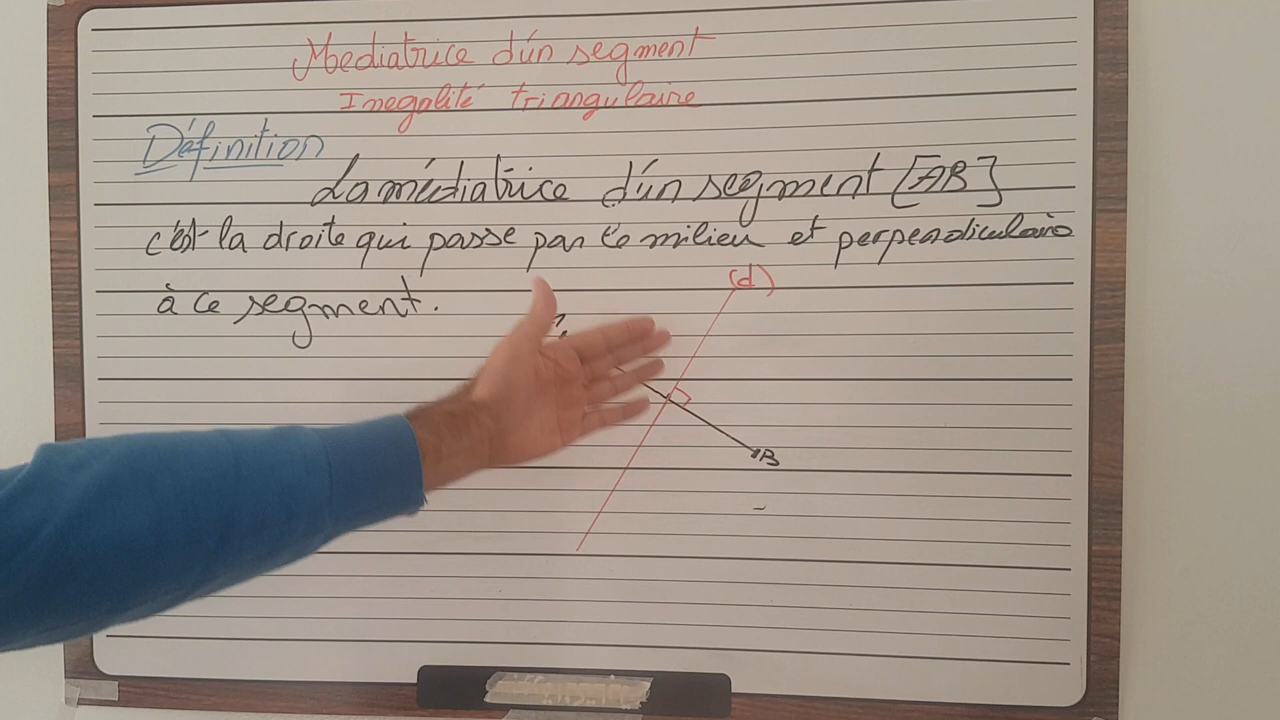 Mediatrice d'un segment
Inegalité triangulaire
Définition
La médiatrice d'un segment [AB]
c'est la droite qui passe par le milieu et perpendiculaire
à ce segment.
(d)
B